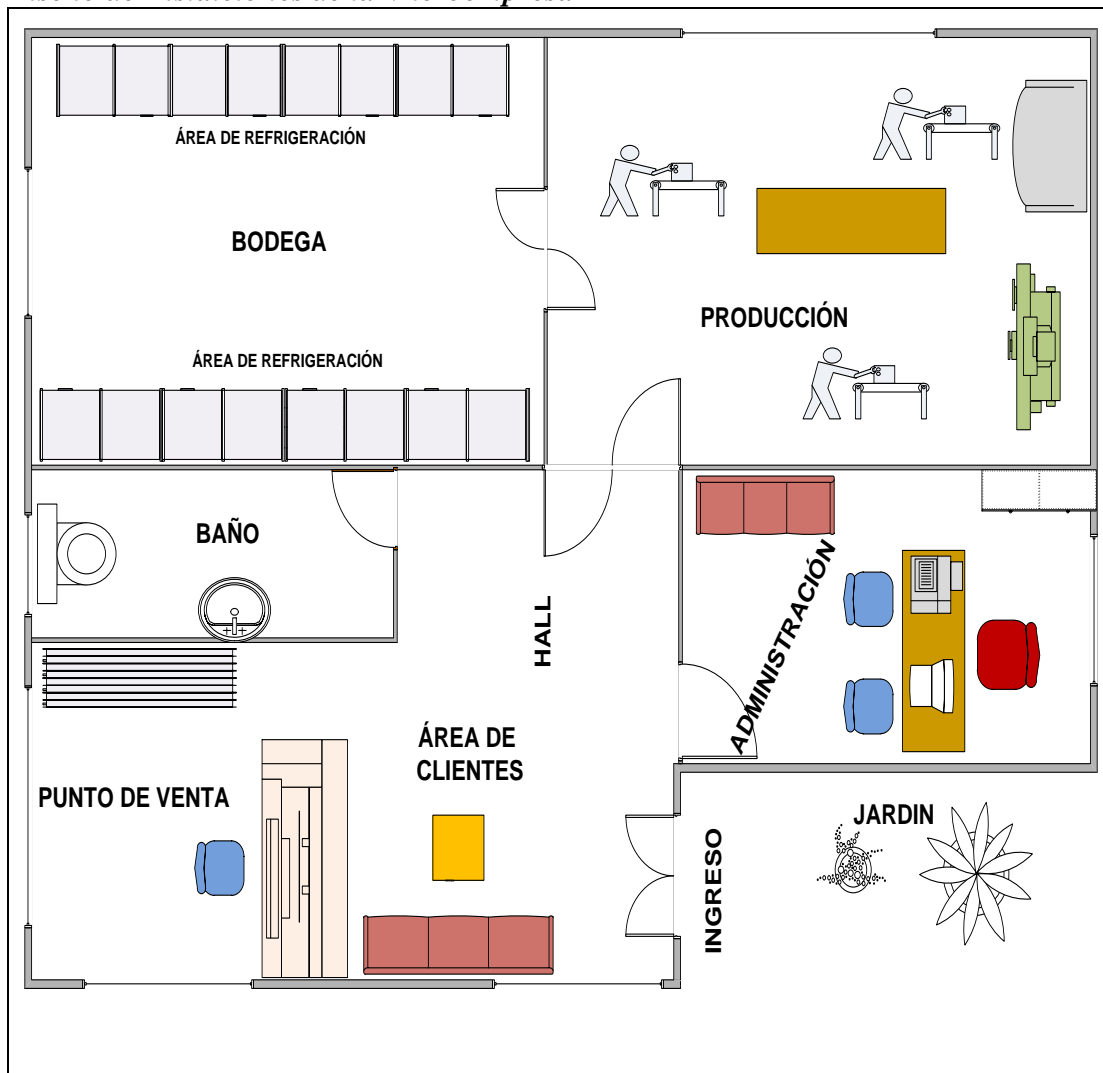 ÁREA DE REFRIGERACIÓN
BODEGA
PRODUCCIÓN
ÁREA DE REFRIGERACIÓN
BAÑO
HALL
ADMINISTRACIÓN
ÁREA DE
CLIENTES
PUNTO DE VENTA
JARDIN
INGRESO